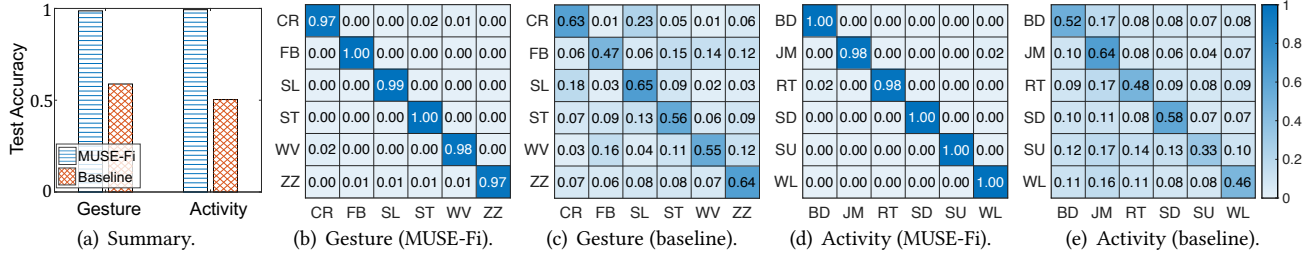 Test Accuracy
1
0.5
0
MUSE-Fi
Baseline
Gesture Activity
(a) Summary.
CR 0.97 0.00 0.00 0.02 0.01 0.00
FB 0.00 1.00 0.00 0.00 0.00 0.00
SL 0.00 0.00 0.99 0.00 0.00 0.00
ST 0.00 0.00 0.00 1.00 0.00 0.00
WV 0.02 0.00 0.00 0.00 0.98 0.00
ZZ 0.00 0.01 0.01 0.01 0.01 0.97
CR FB SL ST WV ZZ
(b) Gesture (MUSE-Fi).
CR 0.63 0.01 0.23 0.05 0.01 0.06
FB 0.06 0.47 0.06 0.15 0.14 0.12
SL 0.18 0.03 0.65 0.09 0.02 0.03
ST 0.07 0.09 0.13 0.56 0.06 0.09
WV 0.03 0.16 0.04 0.11 0.55 0.12
ZZ 0.07 0.06 0.08 0.08 0.07 0.64
CR FB SL ST WV ZZ
(c) Gesture (baseline).
BD 1.00 0.00 0.00 0.00 0.00 0.00
JM 0.00 0.98 0.00 0.00 0.00 0.02
RT 0.02 0.00 0.98 0.00 0.00 0.00
SD 0.00 0.00 0.00 1.00 0.00 0.00
SU 0.00 0.00 0.00 0.00 1.00 0.00
WL 0.00 0.00 0.00 0.00 0.00 1.00
BD JM RT SD SU WL
(d) Activity (MUSE-Fi).
BD 0.52 0.17 0.08 0.08 0.07 0.08
JM 0.10 0.64 0.08 0.06 0.04 0.07
RT 0.09 0.17 0.48 0.09 0.08 0.09
SD 0.10 0.11 0.08 0.58 0.07 0.07
SU 0.12 0.17 0.14 0.13 0.33 0.10
WL 0.11 0.16 0.11 0.08 0.08 0.46
BD JM RT SD SU WL
(e) Activity (baseline).
1
0.8
0.6
0.4
0.2
0